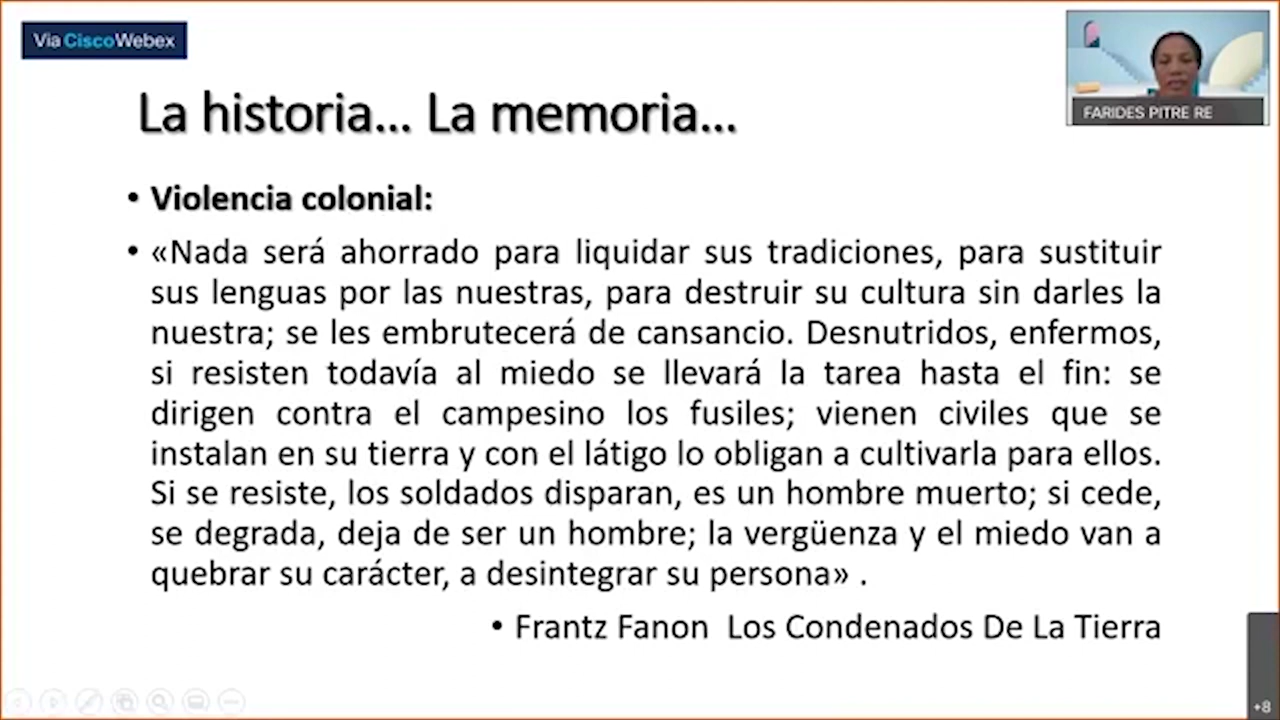 Via CiscoWebex
FARIDES PITRE RE
La historia... La memoria...
• Violencia colonial:
• «Nada será ahorrado para liquidar sus tradiciones, para sustituir
sus lenguas por las nuestras, para destruir su cultura sin darles la
nuestra; se les embrutecerá de cansancio. Desnutridos, enfermos,
si resisten todavía al miedo se llevará la tarea hasta el fin: se
dirigen contra el campesino los fusiles; vienen civiles que se
instalan en su tierra y con el látigo lo obligan a cultivarla para ellos.
Si se resiste, los soldados disparan, es un hombre muerto; si cede,
se degrada, deja de ser un hombre; la vergüenza y el miedo van a
quebrar su carácter, a desintegrar su persona» .
• Frantz Fanon  Los Condenados De La Tierra
+8